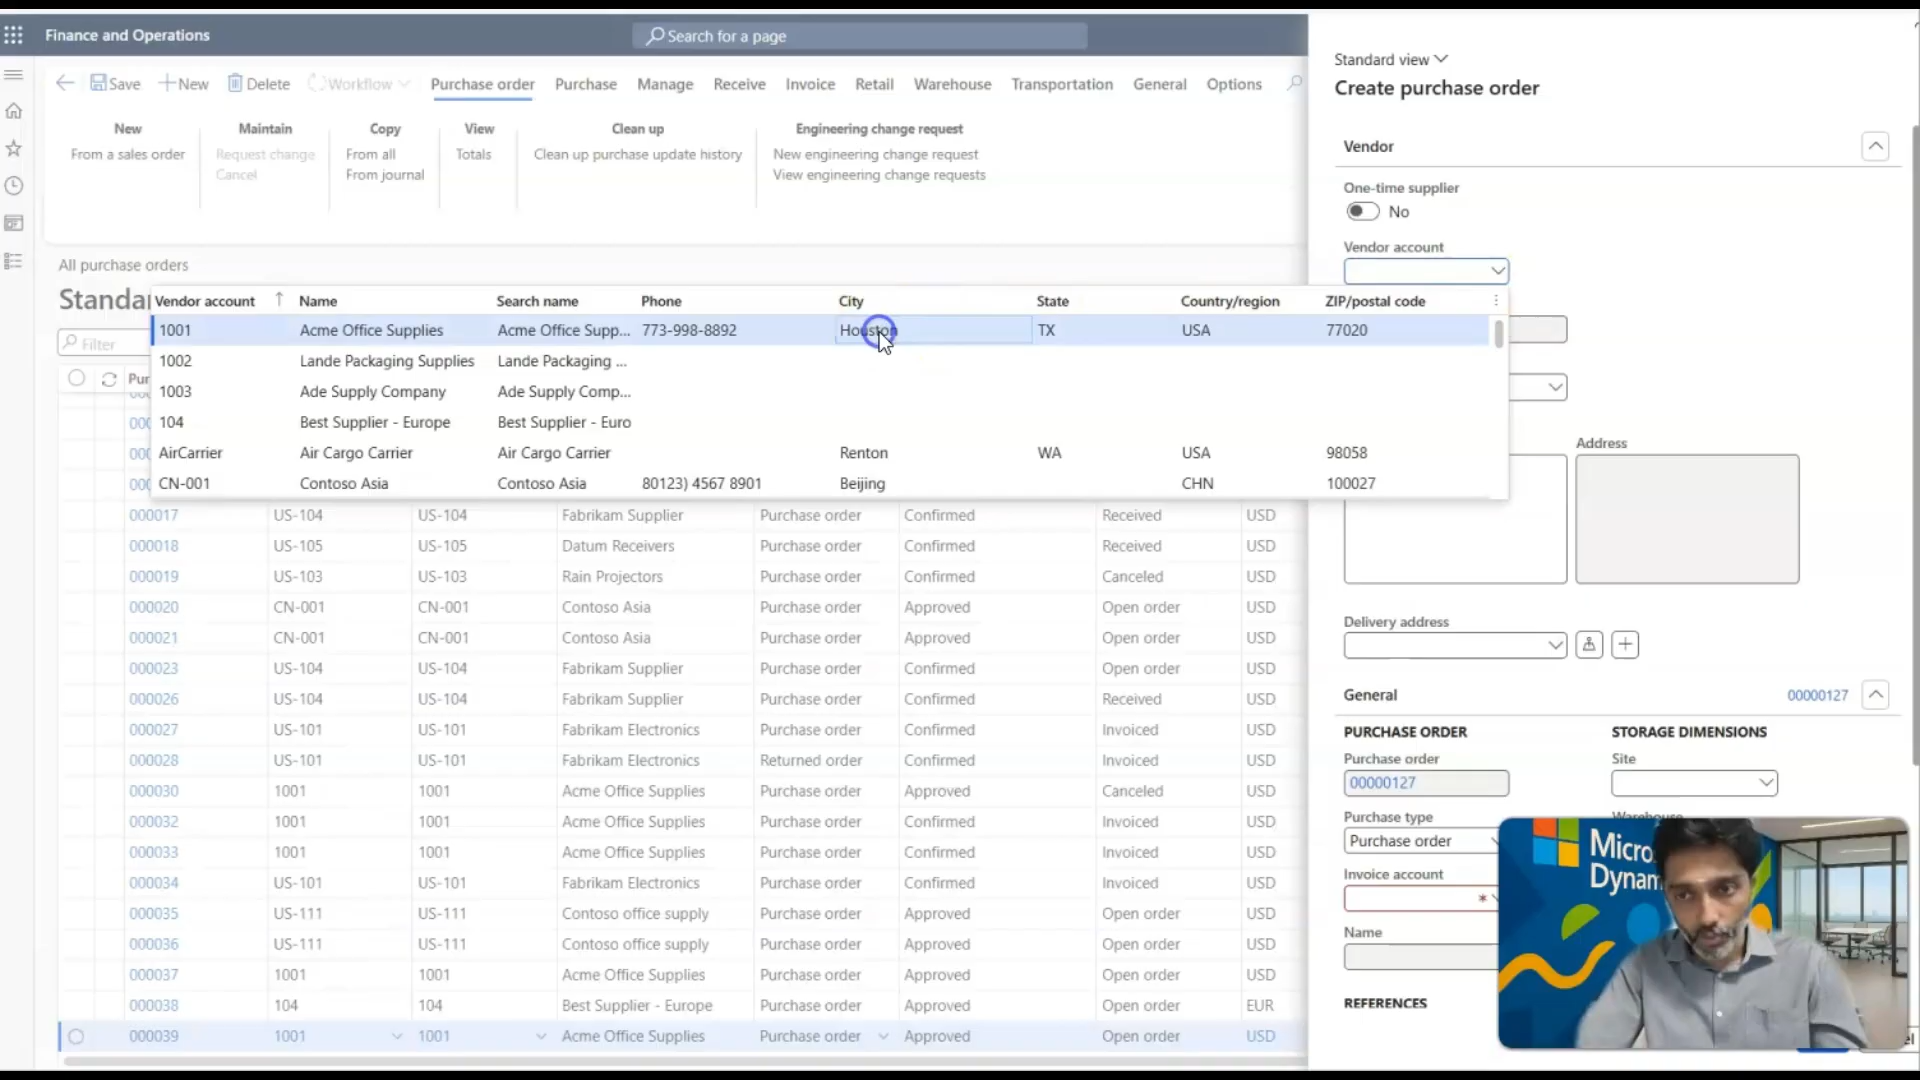 Finance and Operations
Search for a page
Save New Delete Workflow Purchase order Purchase Manage Receive Invoice Retail Warehouse Transportation General Options
New Maintain Copy View Clean up Engineering change request
From a sales order Request change From all Totals Clean up purchase update history New engineering change request
Cancel From journal View engineering change requests
All purchase orders
Standa
Filter
Pur
Vendor account Name Search name Phone City State Country/region ZIP/postal code
1001 Acme Office Supplies Acme Office Supp... 773-998-8892 Houston TX USA 77020
1002 Lande Packaging Supplies Lande Packaging ...
1003 Ade Supply Company Ade Supply Comp...
104 Best Supplier - Europe Best Supplier - Euro
AirCarrier Air Cargo Carrier Air Cargo Carrier Renton WA USA 98058
CN-001 Contoso Asia Contoso Asia 80123) 4567 8901 Beijing CHN 100027
000017 US-104 US-104 Fabrikam Supplier Purchase order Confirmed Received USD
000018 US-105 US-105 Datum Receivers Purchase order Confirmed Received USD
000019 US-103 US-103 Rain Projectors Purchase order Confirmed Canceled USD
000020 CN-001 CN-001 Contoso Asia Purchase order Approved Open order USD
000021 CN-001 CN-001 Contoso Asia Purchase order Approved Open order USD
000023 US-104 US-104 Fabrikam Supplier Purchase order Confirmed Open order USD
000026 US-104 US-104 Fabrikam Supplier Purchase order Confirmed Received USD
000027 US-101 US-101 Fabrikam Electronics Purchase order Confirmed Invoiced USD
000028 US-101 US-101 Fabrikam Electronics Returned order Confirmed Invoiced USD
000030 1001 1001 Acme Office Supplies Purchase order Approved Canceled USD
000032 1001 1001 Acme Office Supplies Purchase order Confirmed Invoiced USD
000033 1001 1001 Acme Office Supplies Purchase order Confirmed Invoiced USD
000034 US-101 US-101 Fabrikam Electronics Purchase order Confirmed Invoiced USD
000035 US-111 US-111 Contoso office supply Purchase order Approved Open order USD
000036 US-111 US-111 Contoso office supply Purchase order Approved Open order USD
000037 1001 1001 Acme Office Supplies Purchase order Approved Open order USD
000038 104 104 Best Supplier - Europe Purchase order Approved Open order EUR
000039 1001 1001 Acme Office Supplies Purchase order Approved Open order USD
Standard view
Create purchase order
Vendor
One-time supplier
No
Vendor account
Address
Delivery address
General 00000127
PURCHASE ORDER STORAGE DIMENSIONS
Purchase order Site
00000127
Purchase type Warehouse
Purchase order
Invoice account
*
Name
REFERENCES
Micro
Dynam